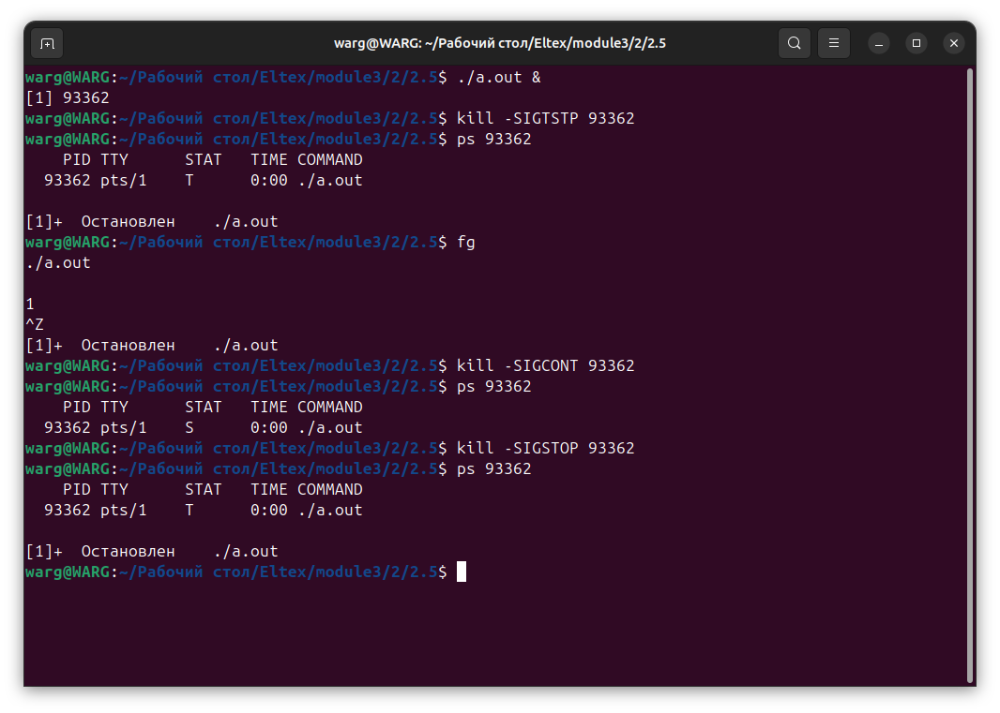 warg@WARG: ~/Рабочий стол/Eltex/module3/2/2.5
warg@WARG:~/Рабочий стол/Eltex/module3/2/2.5$ ./a.out &
[1] 93362
warg@WARG:~/Рабочий стол/Eltex/module3/2/2.5$ kill -SIGTSTP 93362
warg@WARG:~/Рабочий стол/Eltex/module3/2/2.5$ ps 93362
    PID TTY      STAT   TIME COMMAND
  93362 pts/1    T      0:00 ./a.out
[1]+  Остановлен    ./a.out
warg@WARG:~/Рабочий стол/Eltex/module3/2/2.5$ fg
./a.out
1
^Z
[1]+  Остановлен    ./a.out
warg@WARG:~/Рабочий стол/Eltex/module3/2/2.5$ kill -SIGCONT 93362
warg@WARG:~/Рабочий стол/Eltex/module3/2/2.5$ ps 93362
    PID TTY      STAT   TIME COMMAND
  93362 pts/1    S      0:00 ./a.out
warg@WARG:~/Рабочий стол/Eltex/module3/2/2.5$ kill -SIGSTOP 93362
warg@WARG:~/Рабочий стол/Eltex/module3/2/2.5$ ps 93362
    PID TTY      STAT   TIME COMMAND
  93362 pts/1    T      0:00 ./a.out
[1]+  Остановлен    ./a.out
warg@WARG:~/Рабочий стол/Eltex/module3/2/2.5$